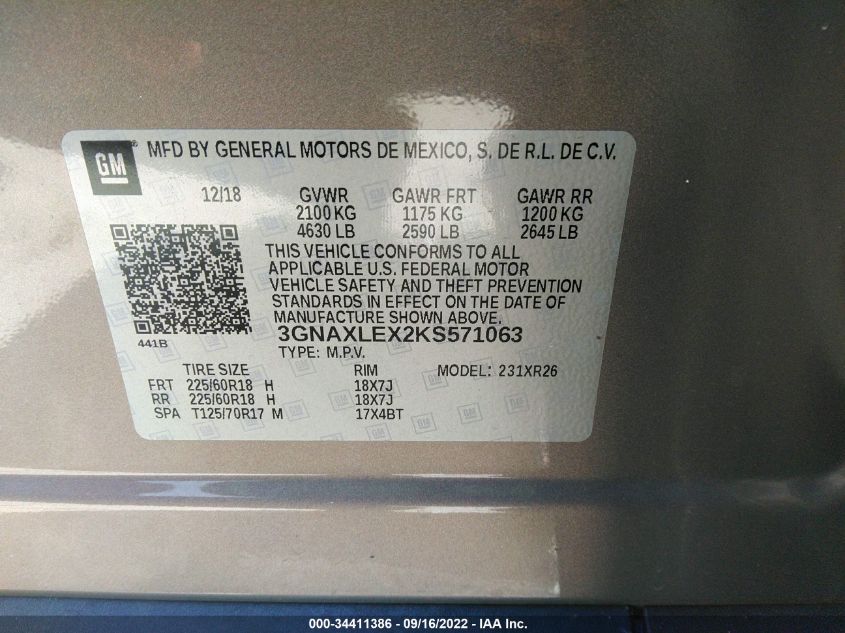 GM MFD BY GENERAL MOTORS DE MEXICO, S. DE R.L. DE C.V.
12/18 GVWR GAWR FRT GAWR RR
2100 KG 1175 KG 1200 KG
4630 LB 2590 LB 2645 LB
THIS VEHICLE CONFORMS TO ALL
APPLICABLE U.S. FEDERAL MOTOR
VEHICLE SAFETY AND THEFT PREVENTION
STANDARDS IN EFFECT ON THE DATE OF
MANUFACTURE SHOWN ABOVE.
441B 3GNAXLEX2KS571063
TYPE: M.P.V.
TIRE SIZE RIM MODEL: 231XR26
FRT 225/60R18 H 18X7J
RR 225/60R18 H 18X7J
SPA T125/70R17 M 17X4BT
000-34411386 - 09/16/2022 - IAA Inc.